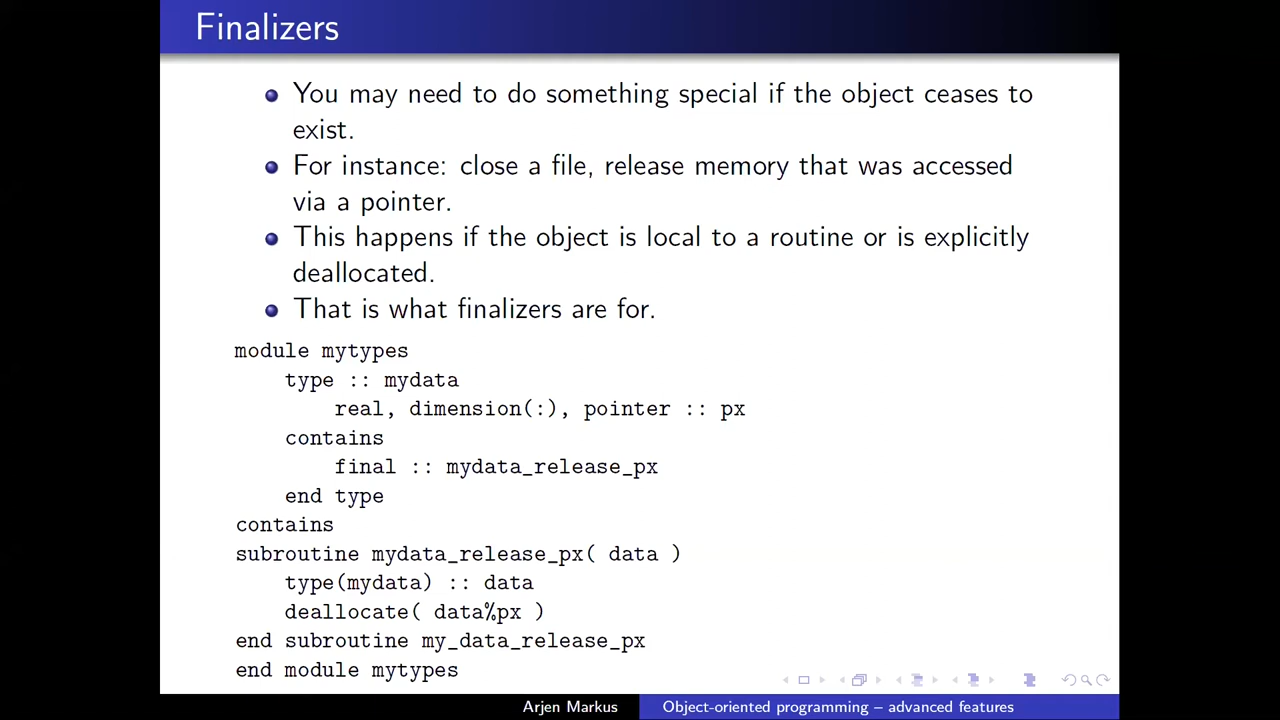 Finalizers
You may need to do something special if the object ceases to
exist.
For instance: close a file, release memory that was accessed
via a pointer.
This happens if the object is local to a routine or is explicitly
deallocated.
That is what finalizers are for.
module mytypes
    type :: mydata
        real, dimension(:), pointer :: px
    contains
        final :: mydata_release_px
    end type
contains
subroutine mydata_release_px( data )
    type(mydata) :: data
    deallocate( data%px )
end subroutine my_data_release_px
end module mytypes
Arjen Markus
Object-oriented programming – advanced features